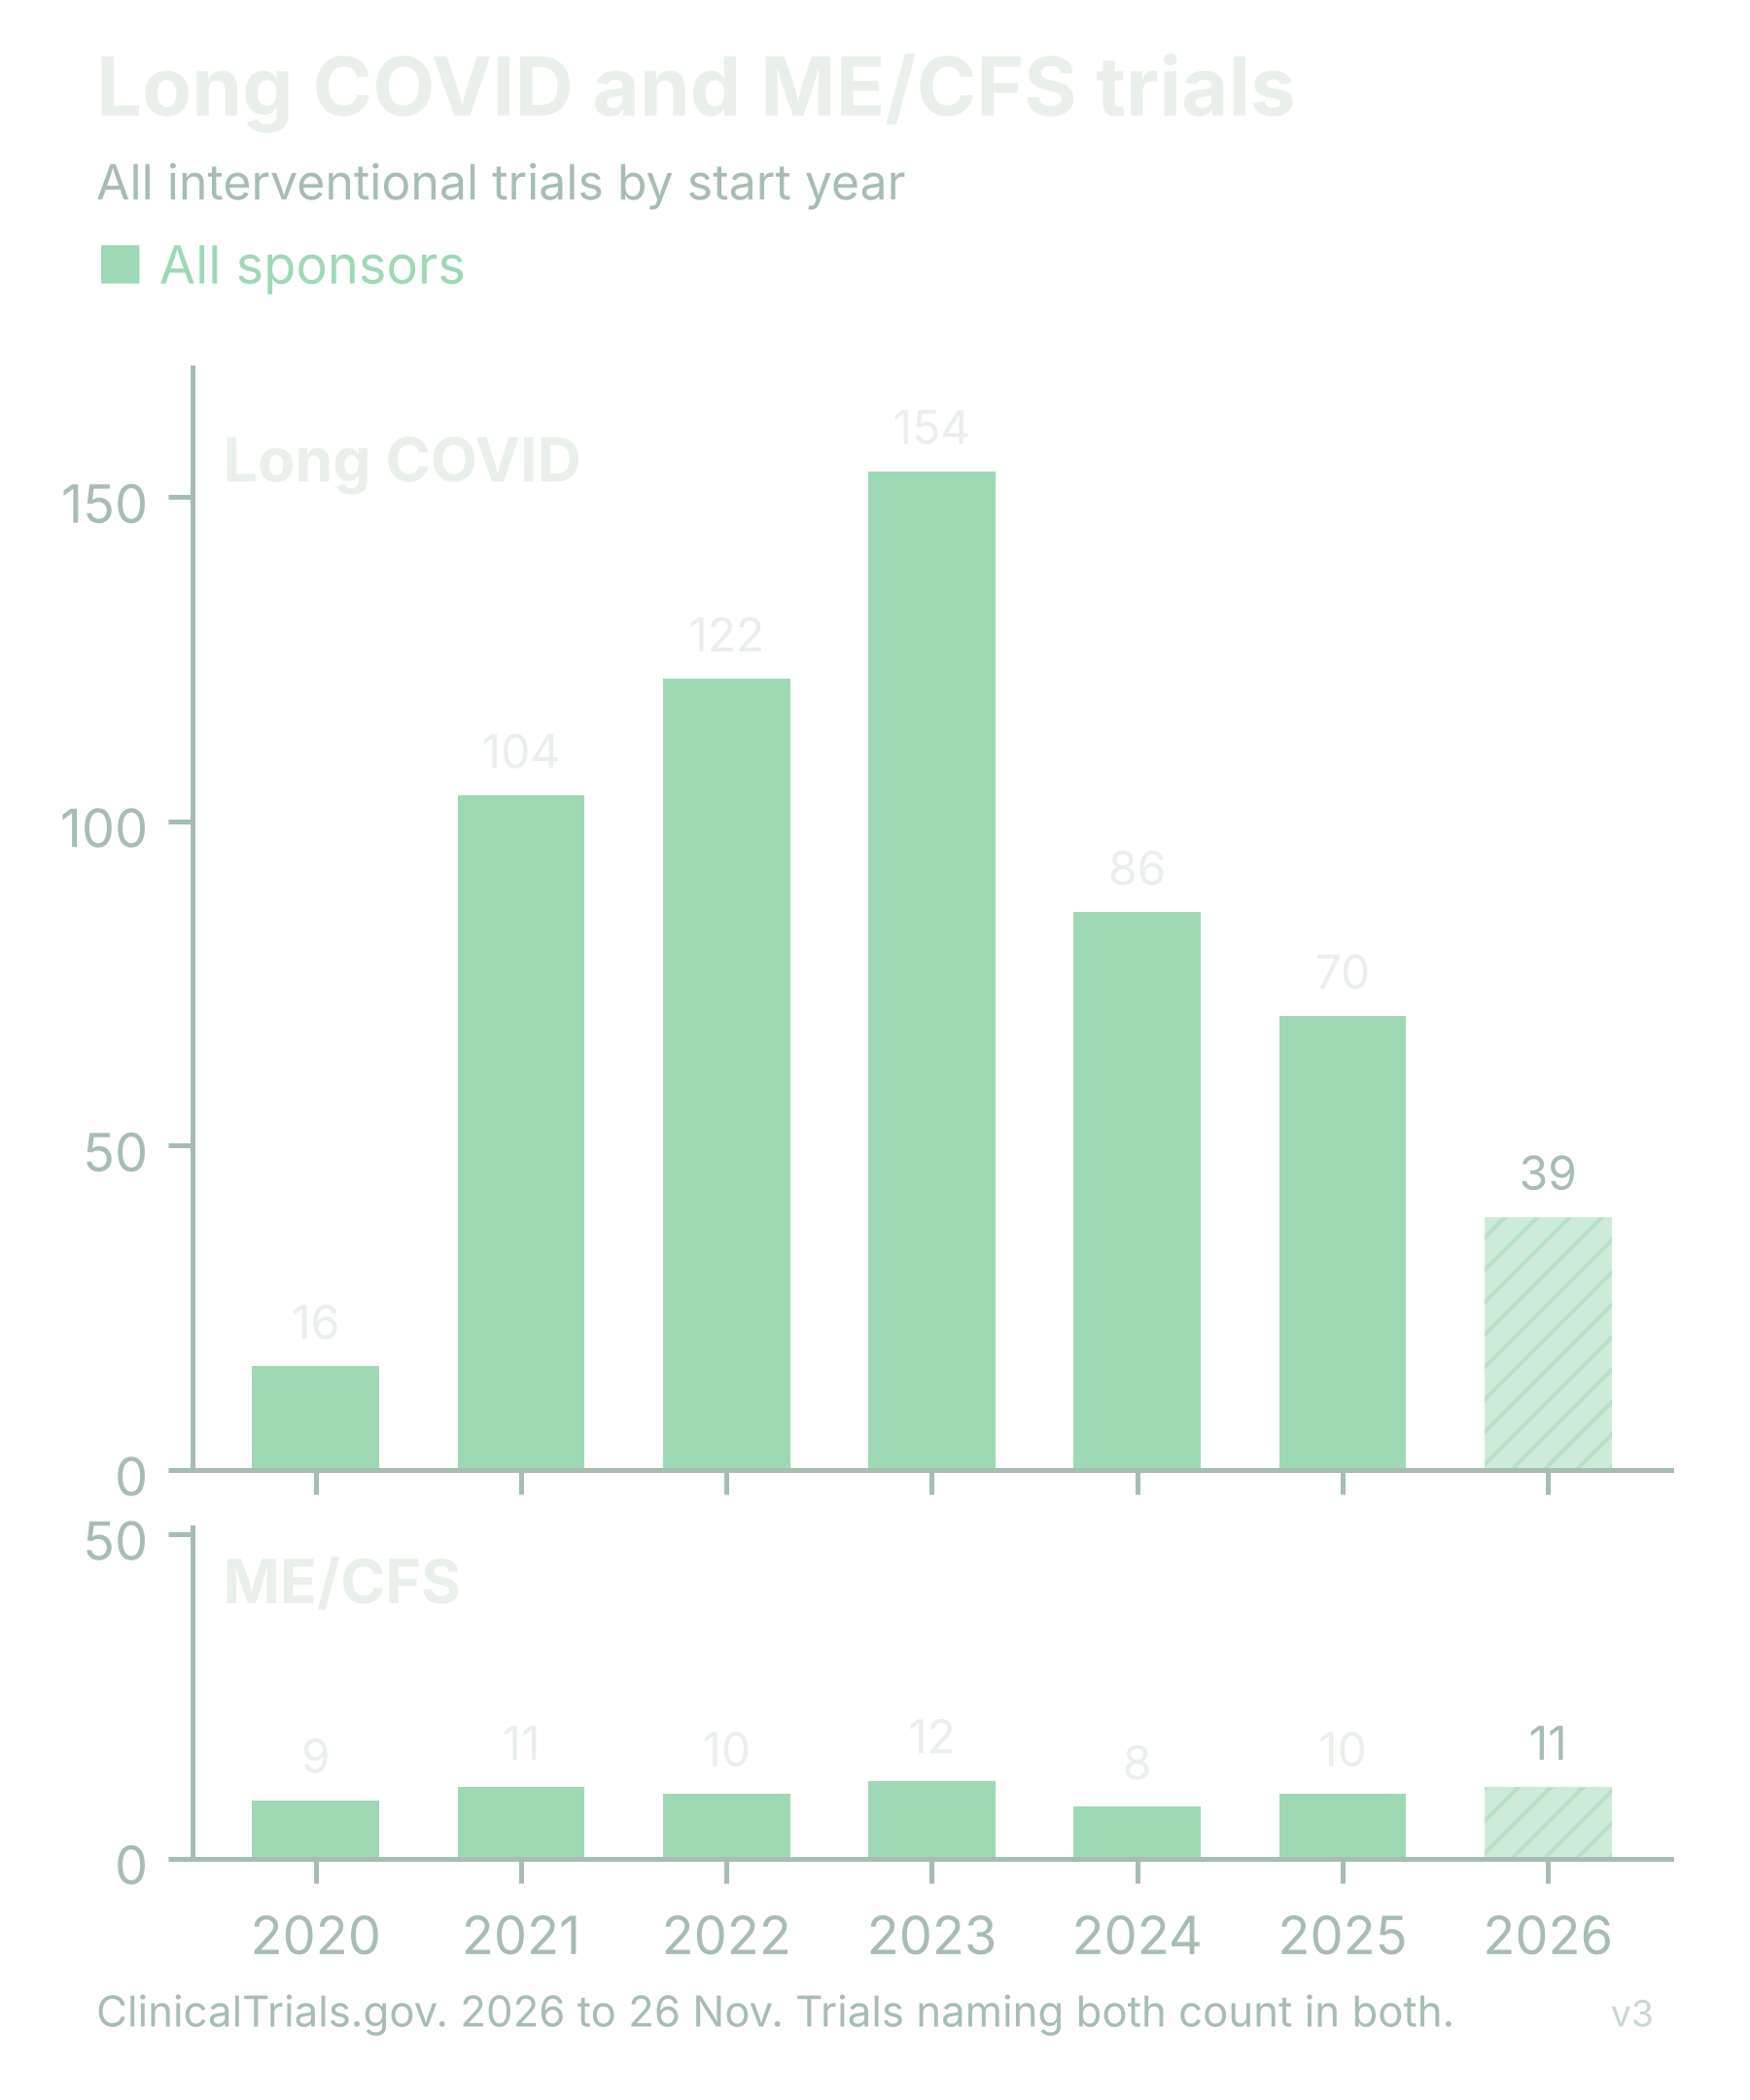 Long COVID and ME/CFS trials
All interventional trials by start year
All sponsors
Long COVID
154
150
122
104
100
86
70
50
39
16
0
50
ME/CFS
9
11
10
12
8
10
11
0
2020 2021 2022 2023 2024 2025 2026
ClinicalTrials.gov. 2026 to 26 Nov. Trials naming both count in both. v3